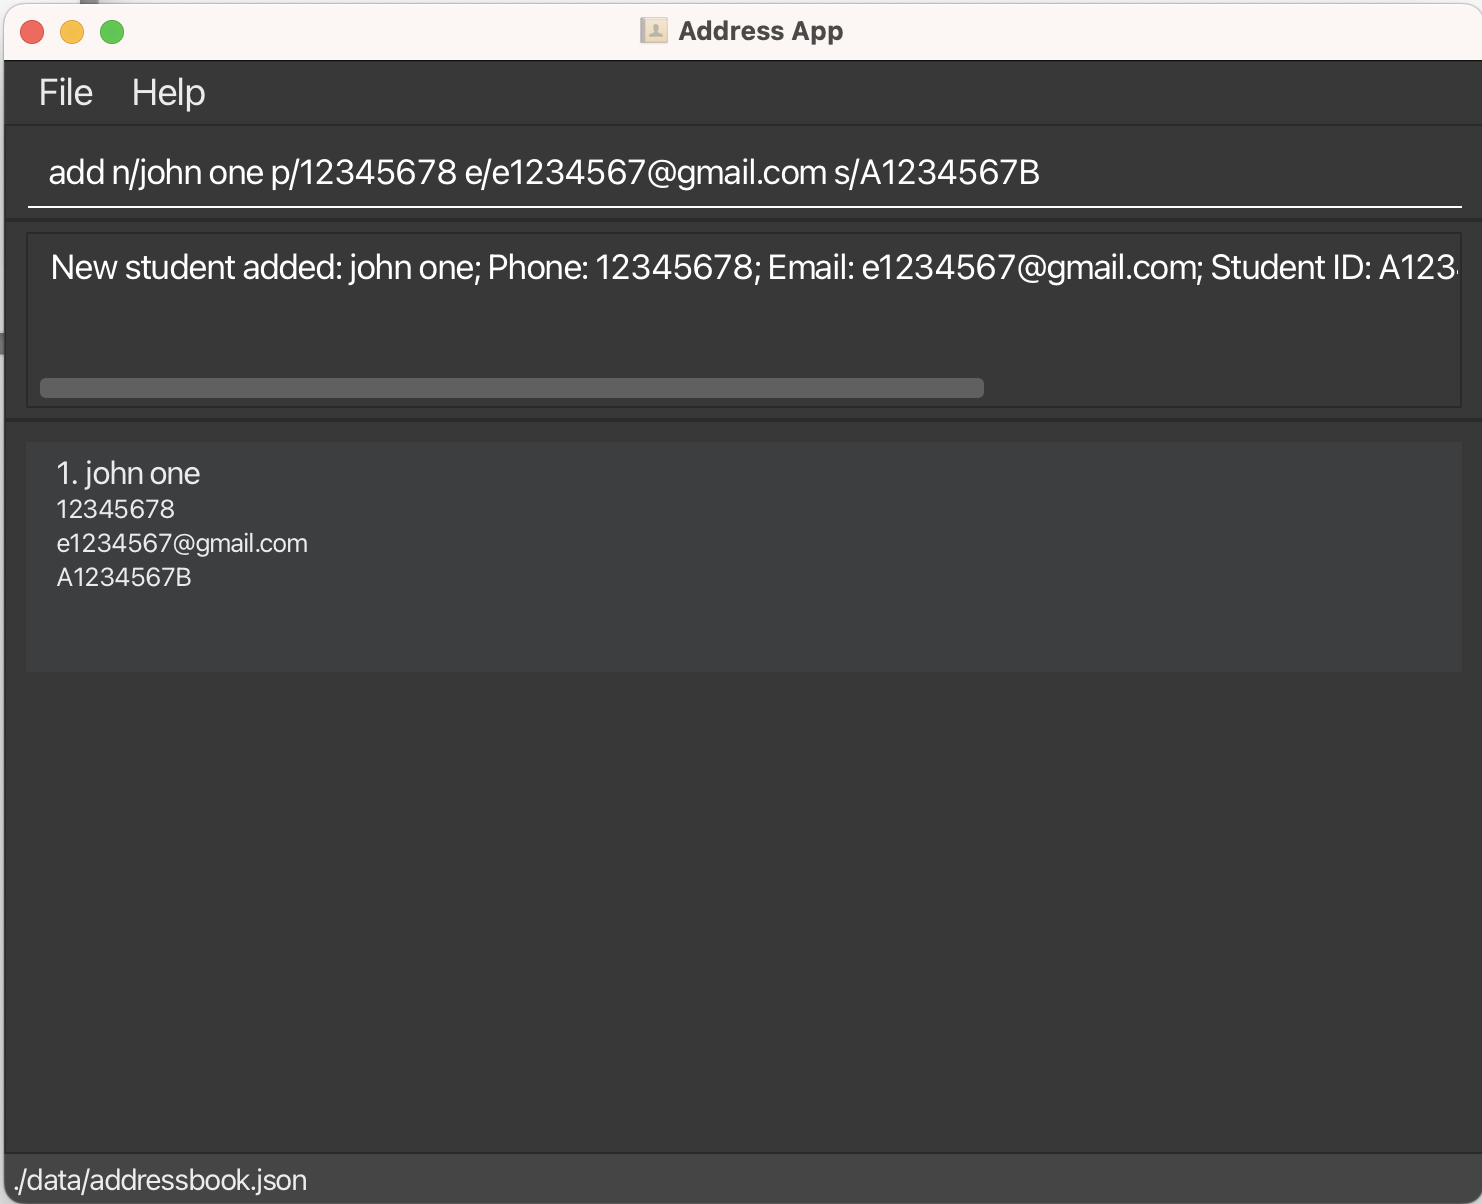 Address App
File Help
add n/john one p/12345678 e/e1234567@gmail.com s/A1234567B
New student added: john one; Phone: 12345678; Email: e1234567@gmail.com; Student ID: A123
1. john one
12345678
e1234567@gmail.com
A1234567B
./data/addressbook.json